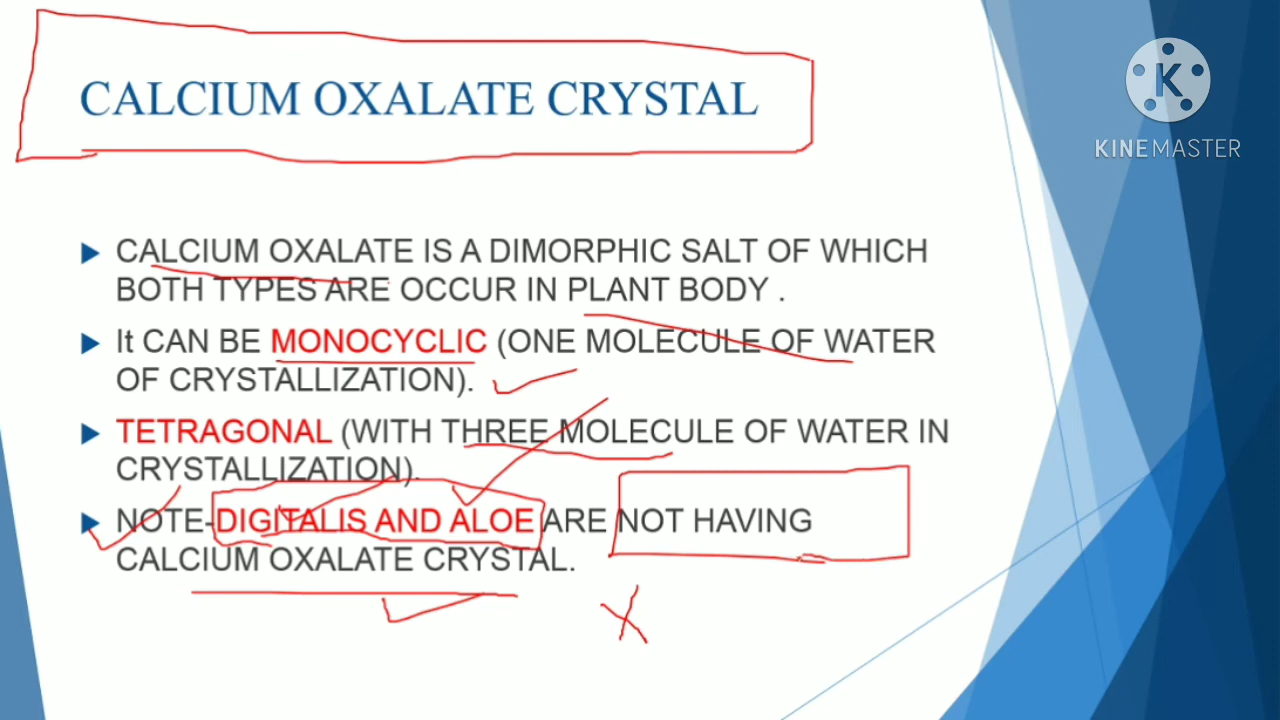 CALCIUM OXALATE CRYSTAL
KINEMASTER
CALCIUM OXALATE IS A DIMORPHIC SALT OF WHICH
BOTH TYPES ARE OCCUR IN PLANT BODY .
It CAN BE MONOCYCLIC (ONE MOLECULE OF WATER
OF CRYSTALLIZATION).
TETRAGONAL (WITH THREE MOLECULE OF WATER IN
CRYSTALLIZATION).
NOTE-DIGITALIS AND ALOE ARE NOT HAVING
CALCIUM OXALATE CRYSTAL.